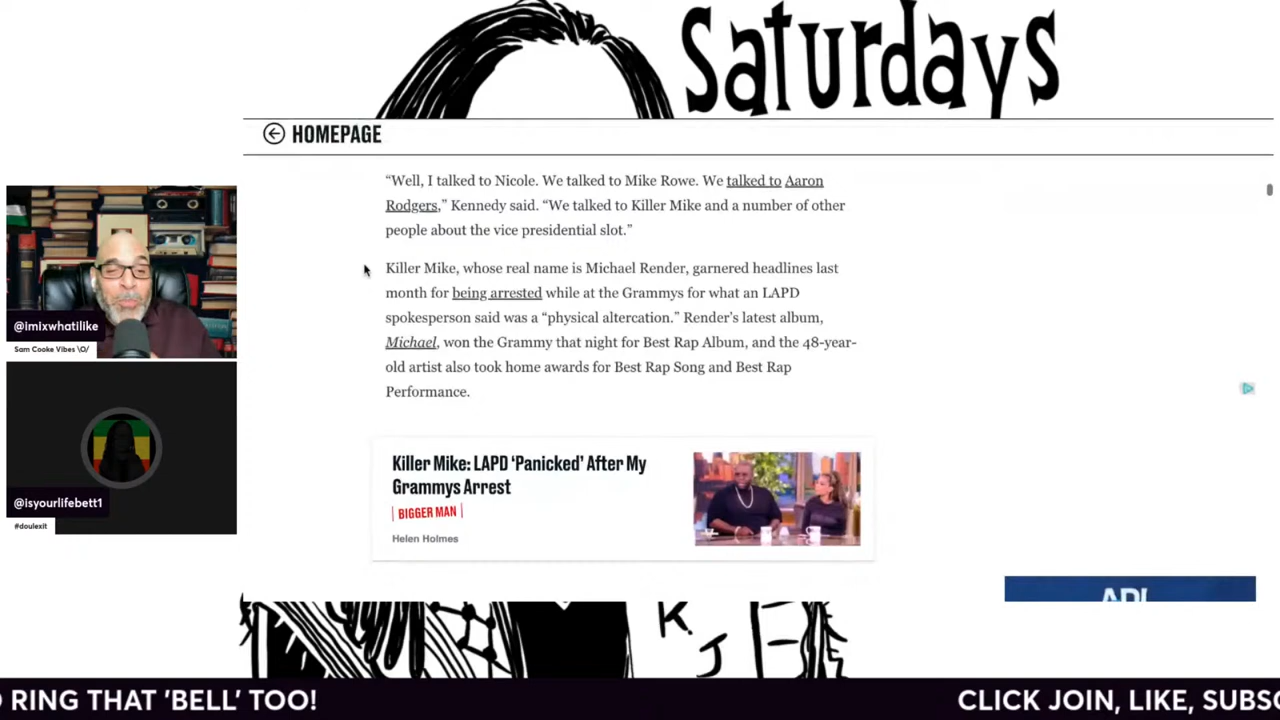 Saturdays
HOMEPAGE
“Well, I talked to Nicole. We talked to Mike Rowe. We talked to Aaron
Rodgers,” Kennedy said. “We talked to Killer Mike and a number of other
people about the vice presidential slot.”
Killer Mike, whose real name is Michael Render, garnered headlines last
month for being arrested while at the Grammys for what an LAPD
spokesperson said was a “physical altercation.” Render’s latest album,
Michael, won the Grammy that night for Best Rap Album, and the 48-year-
old artist also took home awards for Best Rap Song and Best Rap
Performance.
Killer Mike: LAPD ‘Panicked’ After My
Grammys Arrest
BIGGER MAN
Helen Holmes
@imixwhatilike
Sam Cooke Vibes \O/
@isyourlifebett1
#doulexit
K.
J
RING THAT 'BELL' TOO!
CLICK JOIN, LIKE,